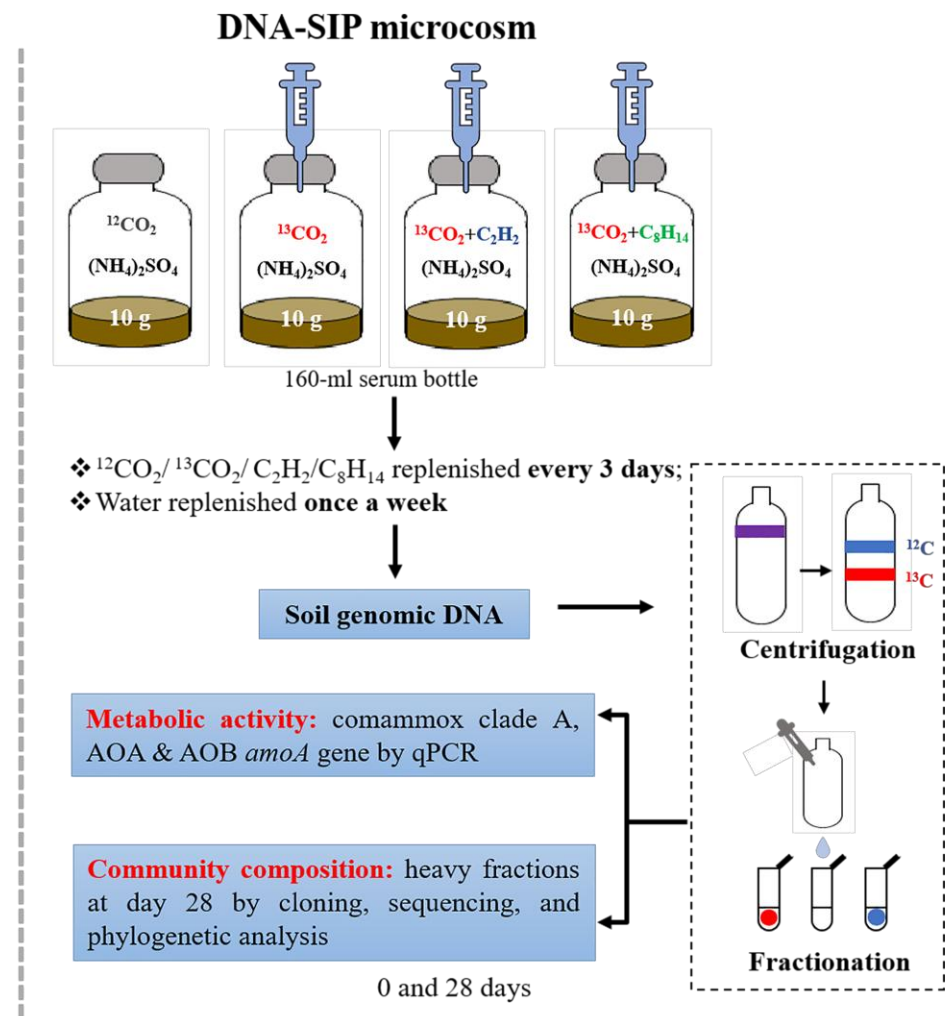 DNA-SIP microcosm
¹²CO₂
(NH₄)₂SO₄
10 g
¹³CO₂
(NH₄)₂SO₄
10 g
¹³CO₂+C₂H₂
(NH₄)₂SO₄
10 g
¹³CO₂+C₈H₁₄
(NH₄)₂SO₄
10 g
160-ml serum bottle
❖ ¹²CO₂/ ¹³CO₂/ C₂H₂/C₈H₁₄ replenished every 3 days;
❖ Water replenished once a week
Soil genomic DNA
¹²C
¹³C
Centrifugation
Fractionation
Metabolic activity: comammox clade A,
AOA & AOB amoA gene by qPCR
Community composition: heavy fractions
at day 28 by cloning, sequencing, and
phylogenetic analysis
0 and 28 days